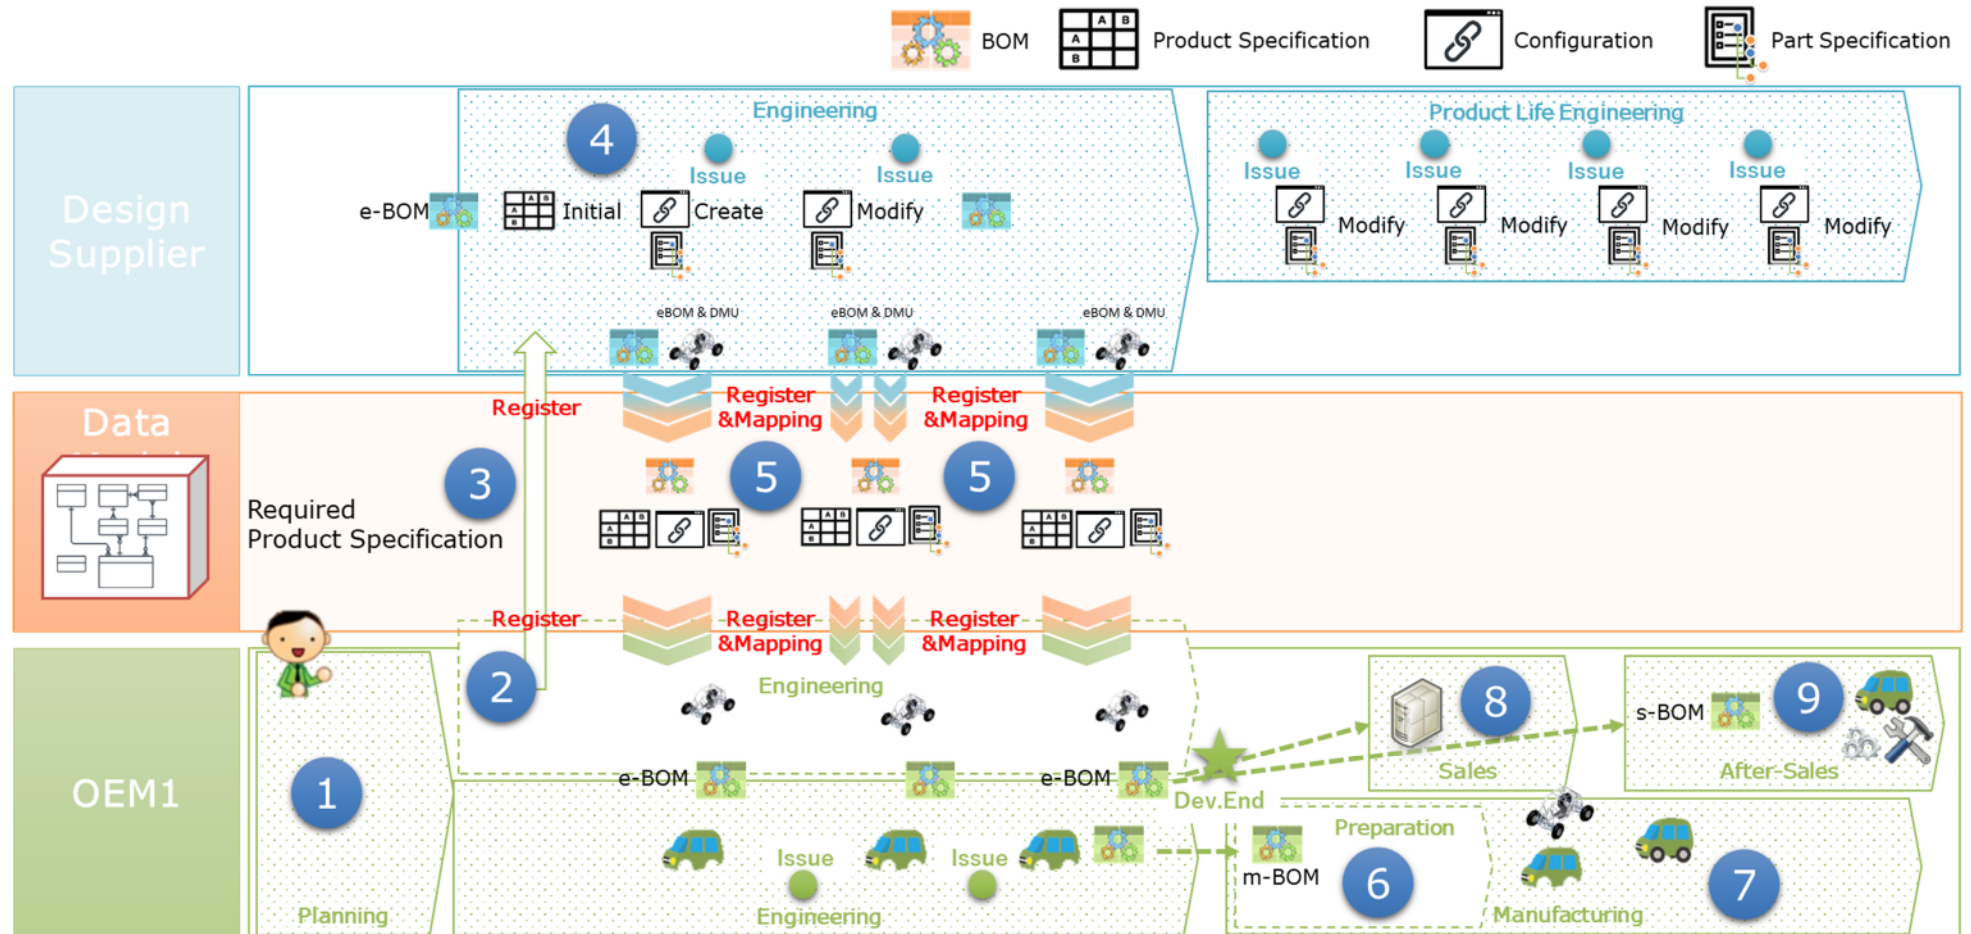 BOM
Product Specification
Configuration
Part Specification
Design
Supplier
Engineering
4
Issue
Issue
e-BOM
A B
A
B
Initial
Create
Modify
eBOM & DMU
eBOM & DMU
eBOM & DMU
Product Life Engineering
Issue
Issue
Issue
Issue
Modify
Modify
Modify
Modify
Data
Register
Register
&Mapping
Register
&Mapping
3
5
5
Required
Product Specification
A B
A
B
A B
A
B
A B
A
B
Register
Register
&Mapping
Register
&Mapping
OEM1
1
Planning
2
Engineering
e-BOM
e-BOM
Issue
Issue
Engineering
Dev.End
8
Sales
s-BOM
9
After-Sales
Preparation
m-BOM
6
Manufacturing
7